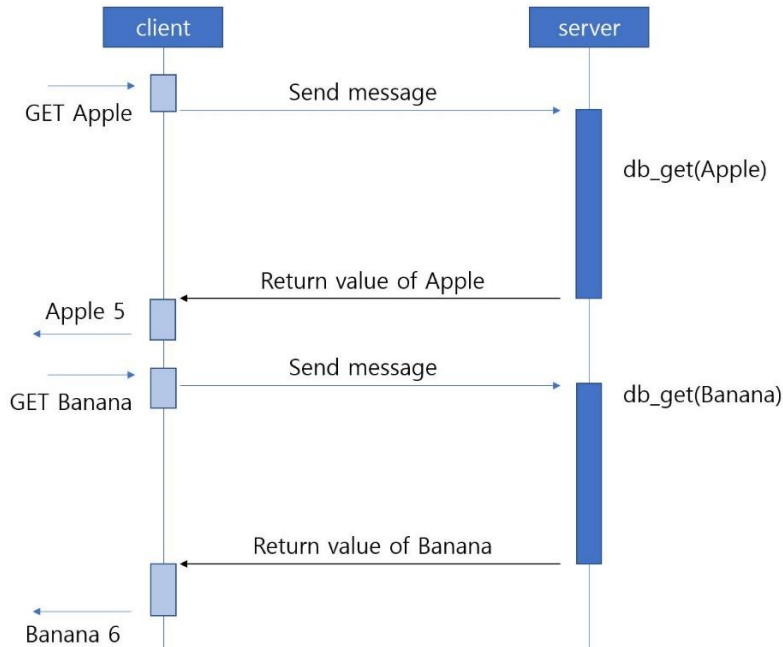 client
server
GET Apple
Send message
db_get(Apple)
Return value of Apple
Apple 5
GET Banana
Send message
db_get(Banana)
Return value of Banana
Banana 6